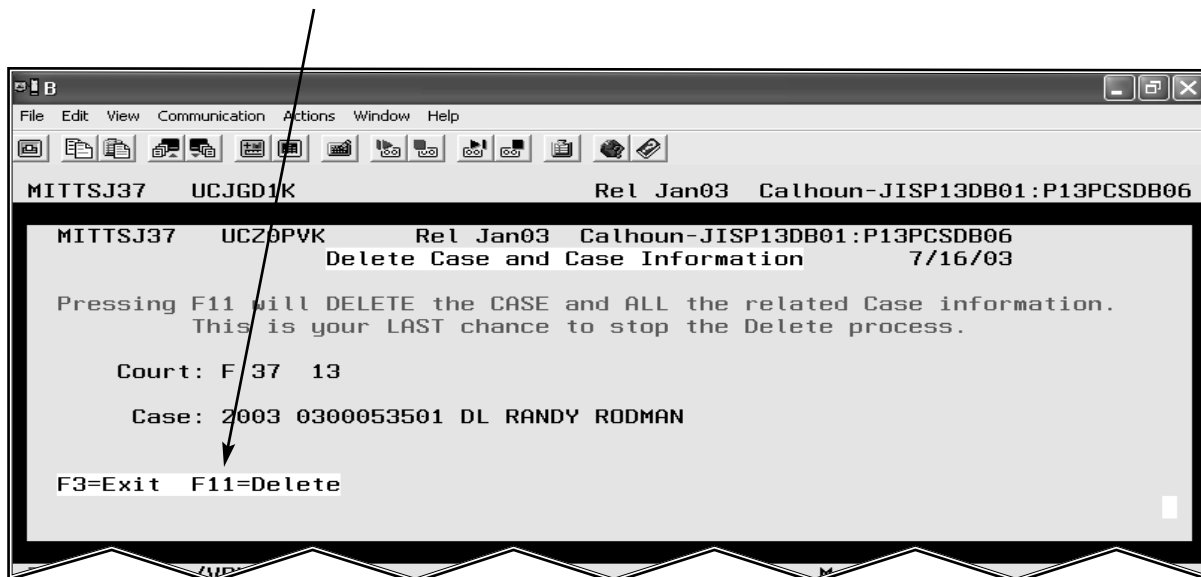 B
File Edit View Communication Actions Window Help
MITTSJ37 UCJGD1K Rel Jan03 Calhoun-JISP13DB01:P13PCSDB06
MITTSJ37 UCZ0PVK Rel Jan03 Calhoun-JISP13DB01:P13PCSDB06
Delete Case and Case Information 7/16/03
Pressing F11 will DELETE the CASE and ALL the related Case information.
This is your LAST chance to stop the Delete process.
Court: F 37 13
Case: 2003 0300053501 DL RANDY RODMAN
F3=Exit F11=Delete